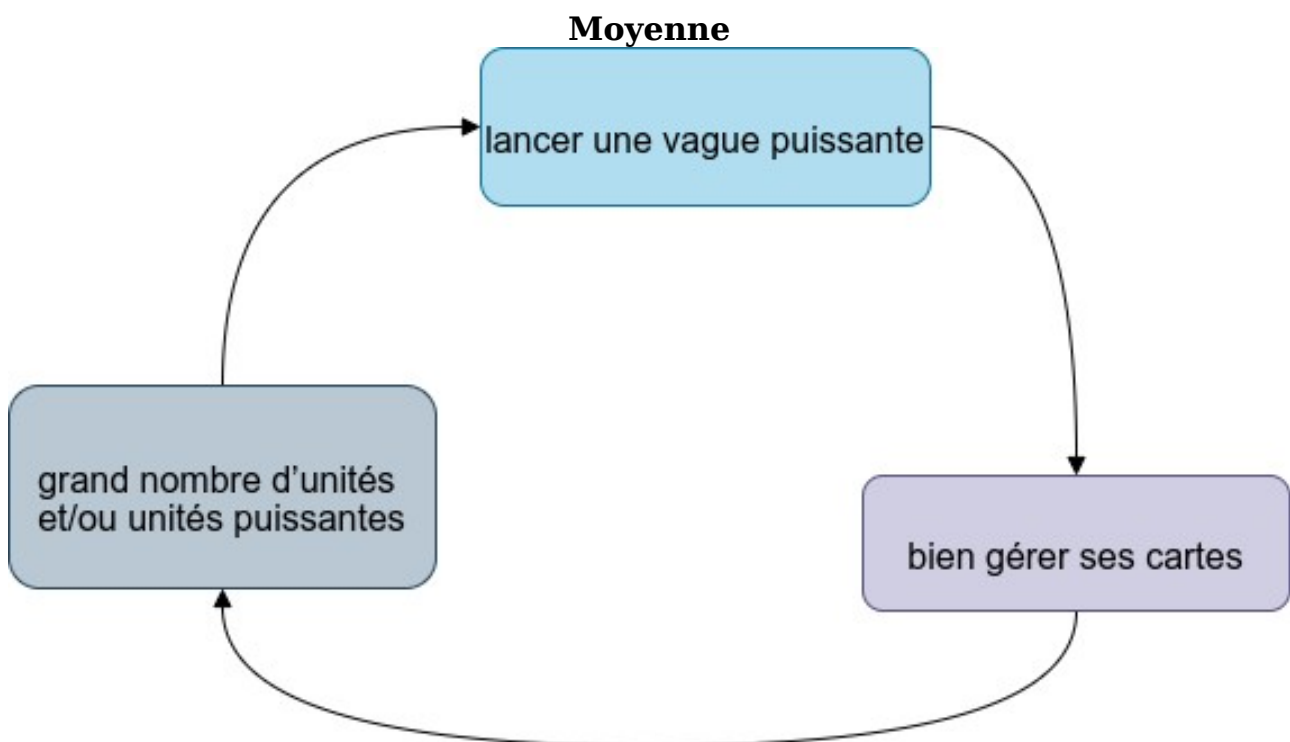 Moyenne
lancer une vague puissante
grand nombre d’unités
et/ou unités puissantes
bien gérer ses cartes